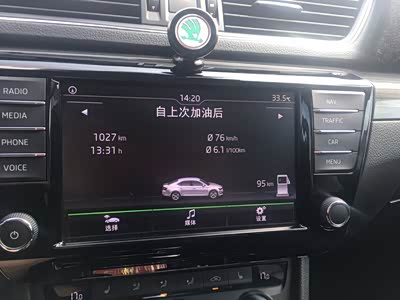 RADIO
MEDIA
PHONE
VOICE
14:20
33.5℃
自上次加油后
1027 km
Ø 76 km/h
13:31 h
Ø 6.1 l/100km
95 km
选择
媒体
设置
NAV
TRAFFIC
CAR
MENU